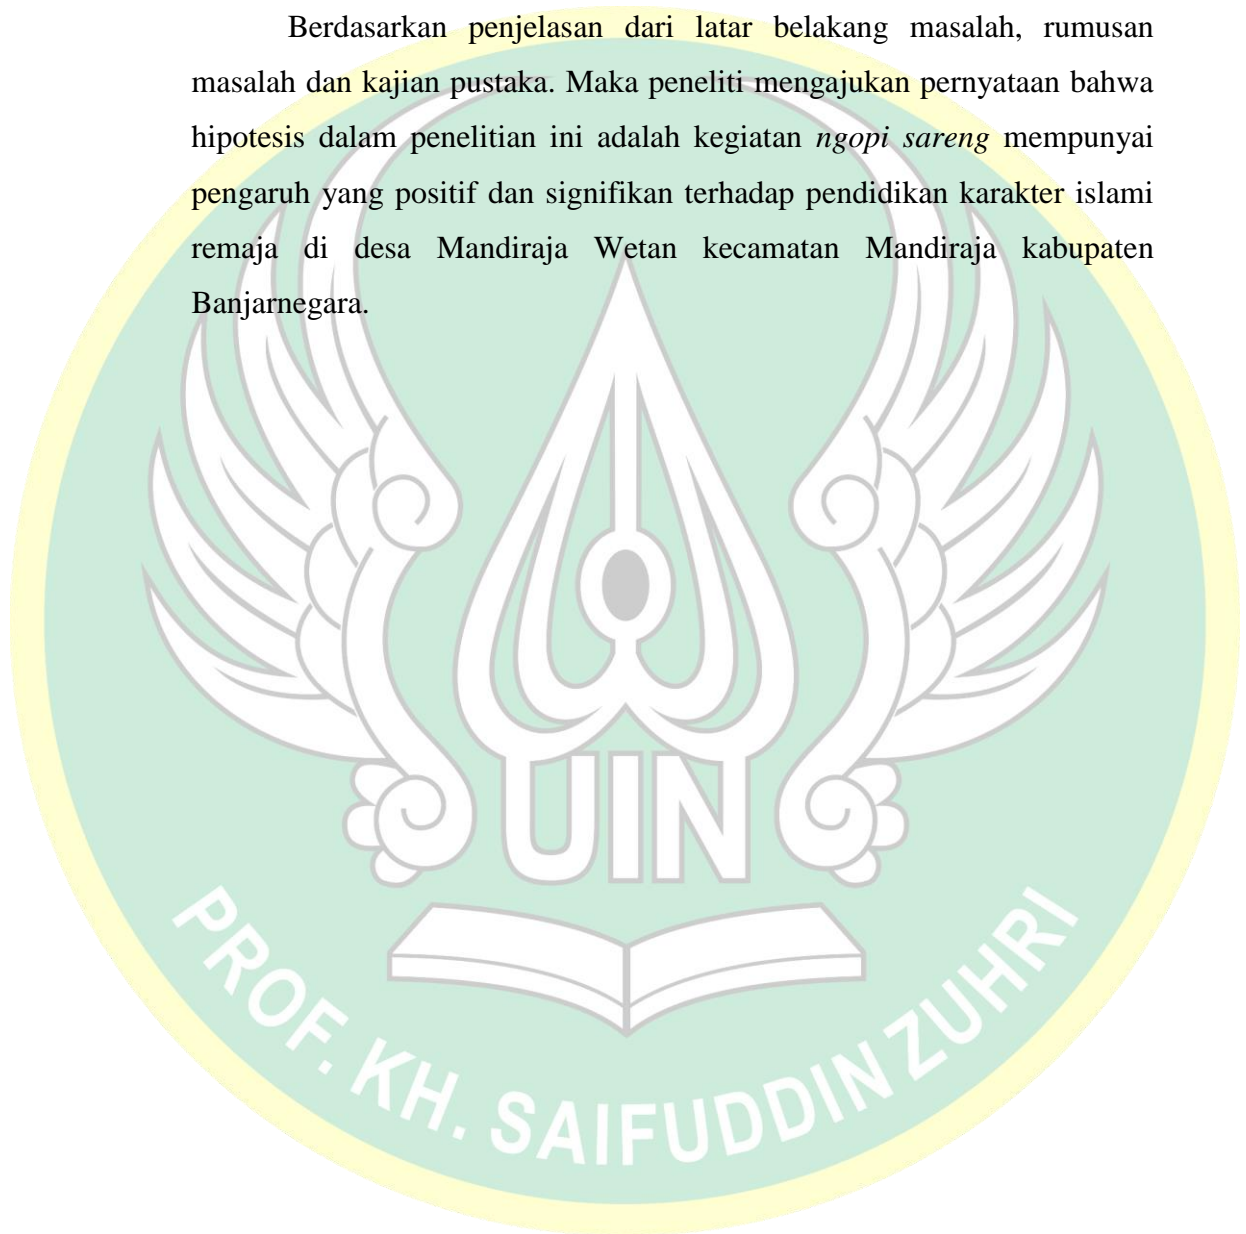 Berdasarkan penjelasan dari latar belakang masalah, rumusan
masalah dan kajian pustaka. Maka peneliti mengajukan pernyataan bahwa
hipotesis dalam penelitian ini adalah kegiatan ngopi sareng mempunyai
pengaruh yang positif dan signifikan terhadap pendidikan karakter islami
remaja di desa Mandiraja Wetan kecamatan Mandiraja kabupaten
Banjarnegara.
UIN
PROF. KH. SAIFUDDIN ZUHRI